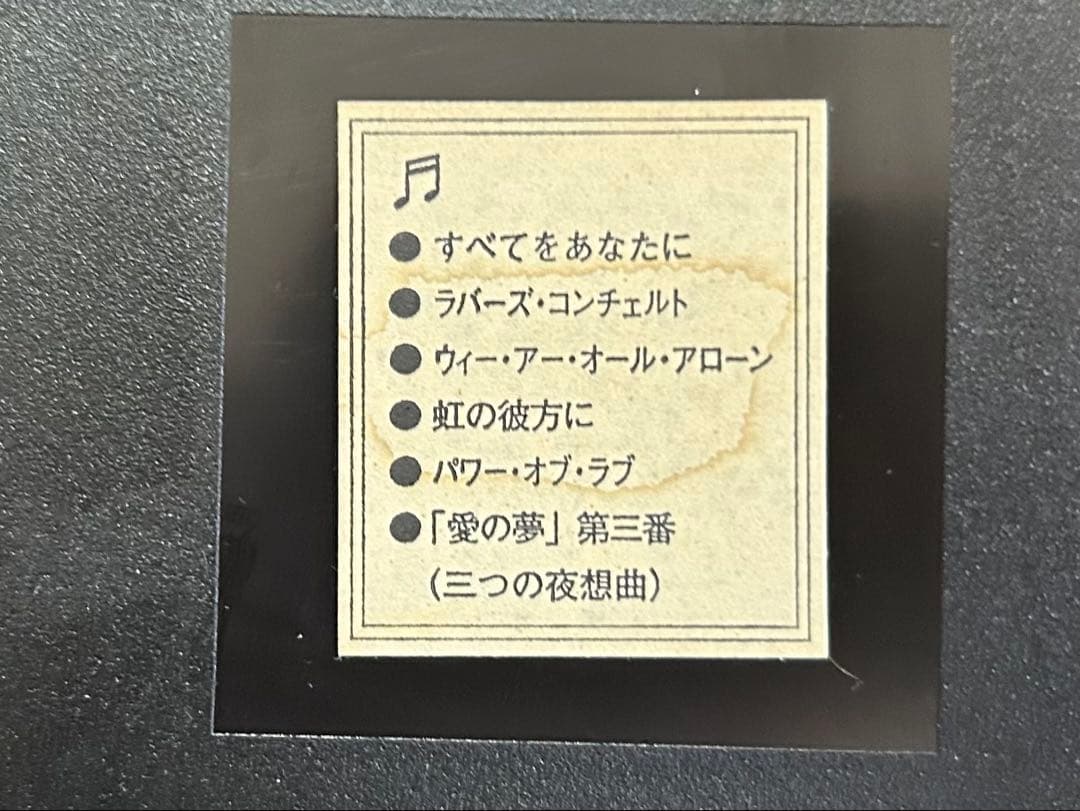 ● すべてをあなたに
● ラバーズ・コンチェルト
● ウィー・アー・オール・アローン
● 虹の彼方に
● パワー・オブ・ラブ
● 「愛の夢」第三番
(三つの夜想曲)